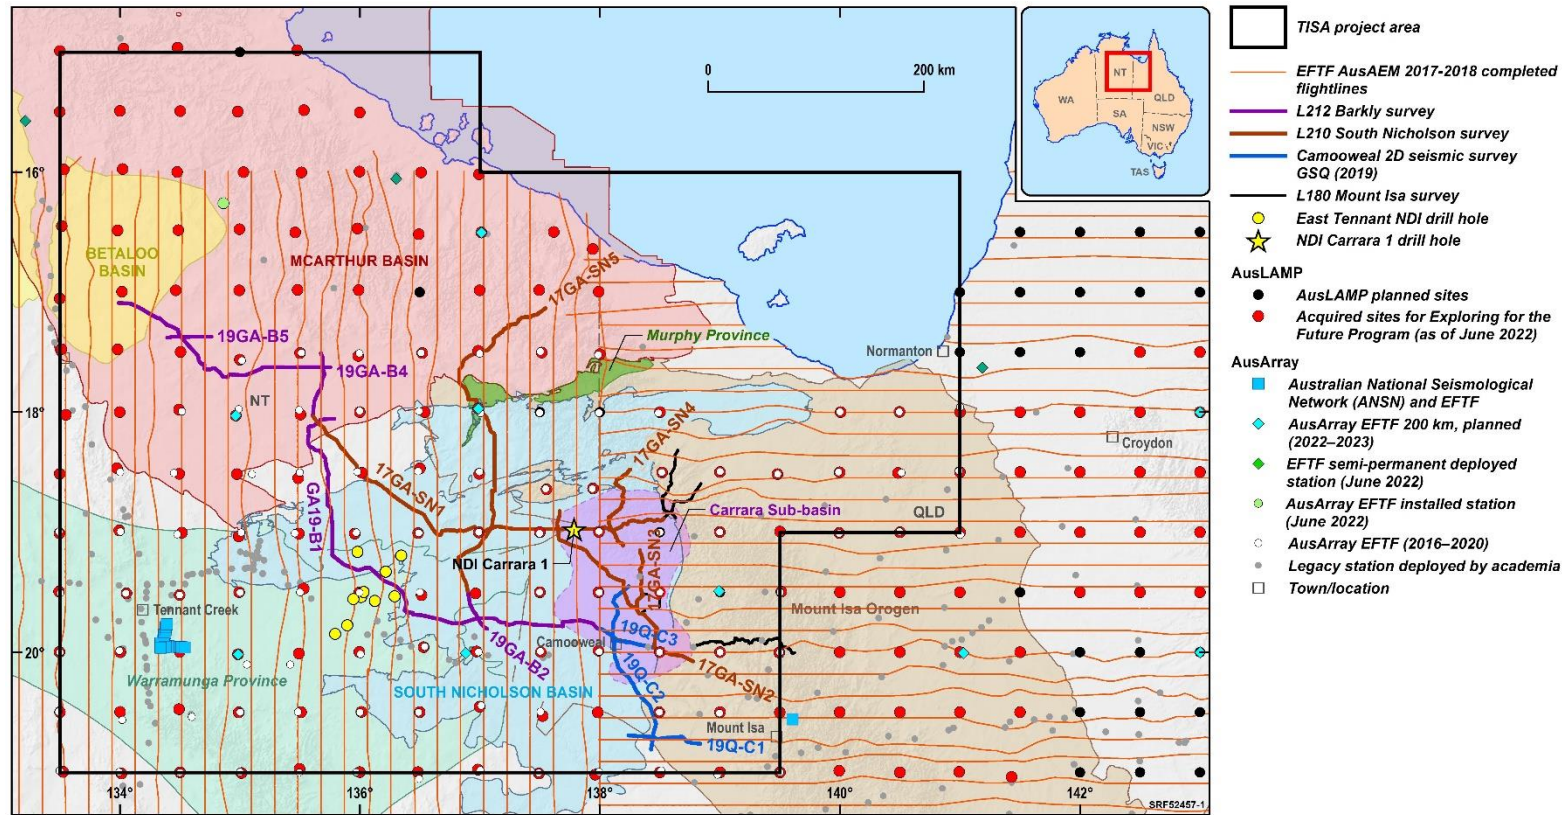 0
200 km
NT
QLD
WA
SA
NSW
VIC
TAS
16°
BETALOO
BASIN
MCARTHUR BASIN
17GA-SN5
19GA-B5
Murphy Province
Normanton
19GA-B4
NT
18°
17GA-SN4
Croydon
17GA-SN1
GA19-B1
Carrara Sub-basin
QLD
NDI Carrara 1
17GA-SN3
Tennant Creek
Mount Isa Orogen
19Q-C3
Camooweal
20°
19GA-B2
17GA-SN2
19Q-C2
Warramunga Province
SOUTH NICHOLSON BASIN
Mount Isa
19Q-C1
134°
136°
138°
140°
142°
SRF52457-1
TISA project area
EFTF AusAEM 2017-2018 completed
flightlines
L212 Barkly survey
L210 South Nicholson survey
Camooweal 2D seismic survey
GSQ (2019)
L180 Mount Isa survey
East Tennant NDI drill hole
NDI Carrara 1 drill hole
AusLAMP
AusLAMP planned sites
Acquired sites for Exploring for the
Future Program (as of June 2022)
AusArray
Australian National Seismological
Network (ANSN) and EFTF
AusArray EFTF 200 km, planned
(2022–2023)
EFTF semi-permanent deployed
station (June 2022)
AusArray EFTF installed station
(June 2022)
AusArray EFTF (2016–2020)
Legacy station deployed by academia
Town/location